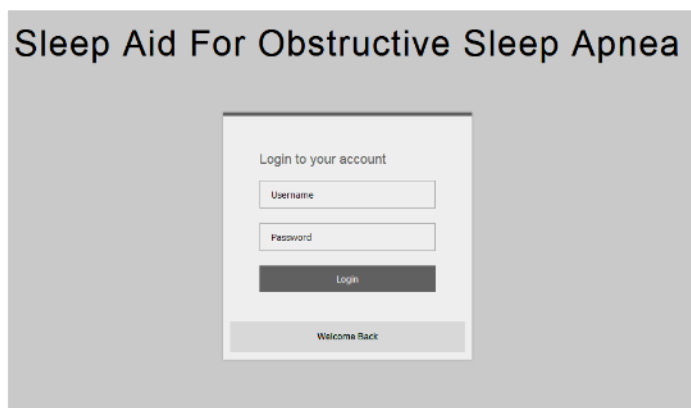 Sleep Aid For Obstructive Sleep Apnea
Login to your account
Username
Password
Login
Welcome Back